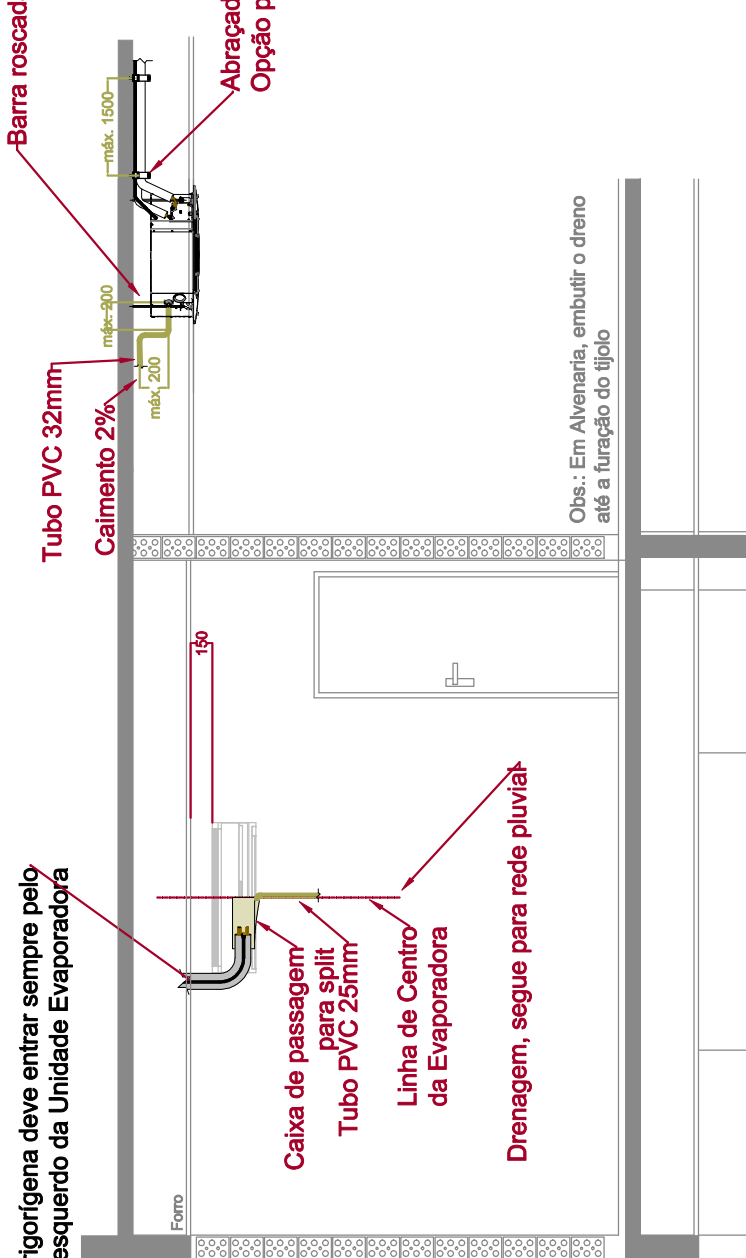 Barra roscad
Abraçad
Opção p
máx. 1500
máx. 200
máx. 200
Tubo PVC 32mm
Caimento 2%
Obs.: Em Alvenaria, embutir o dreno
até a furação do tijolo
150
rigorígena deve entrar sempre pelo
esquerdo da Unidade Evaporadora
Caixa de passagem
para split
Tubo PVC 25mm
Linha de Centro
da Evaporadora
Drenagem, segue para rede pluvial
Forro